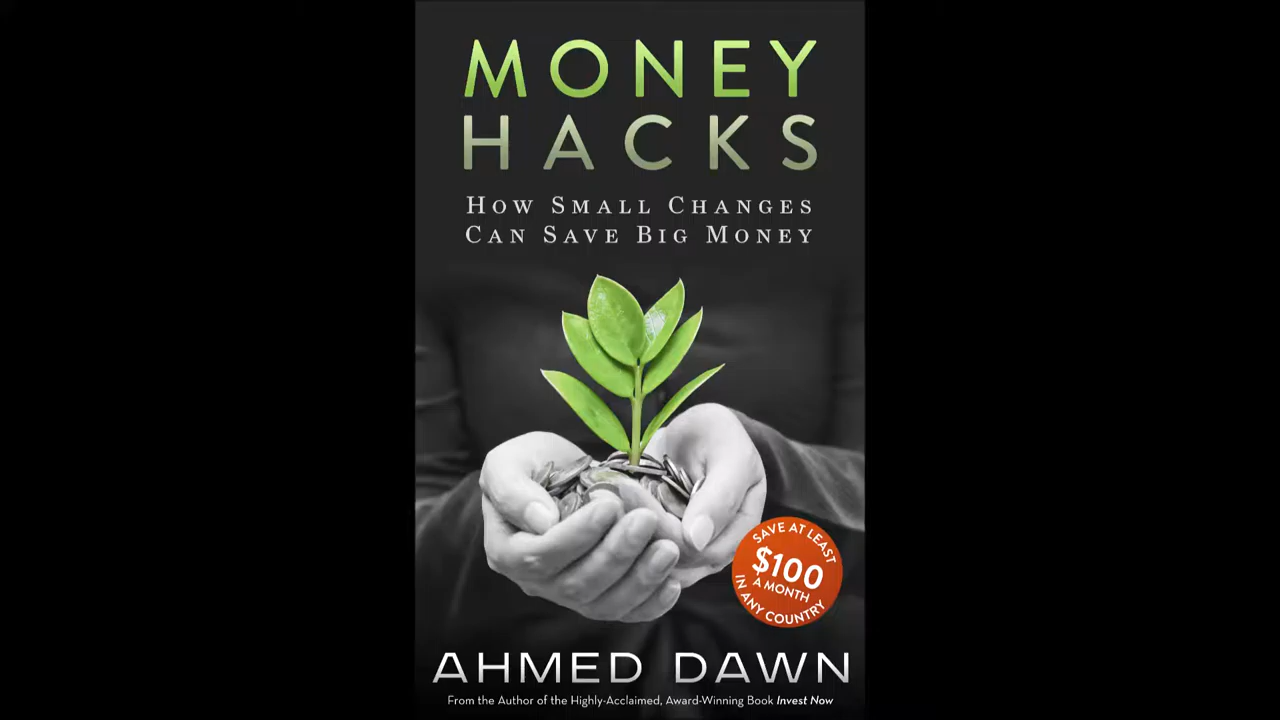 MONEY
HACKS
HOW SMALL CHANGES
CAN SAVE BIG MONEY
SAVE AT LEAST
$100
A MONTH
IN ANY COUNTRY
AHMED DAWN
From the Author of the Highly-Acclaimed, Award-Winning Book Invest Now